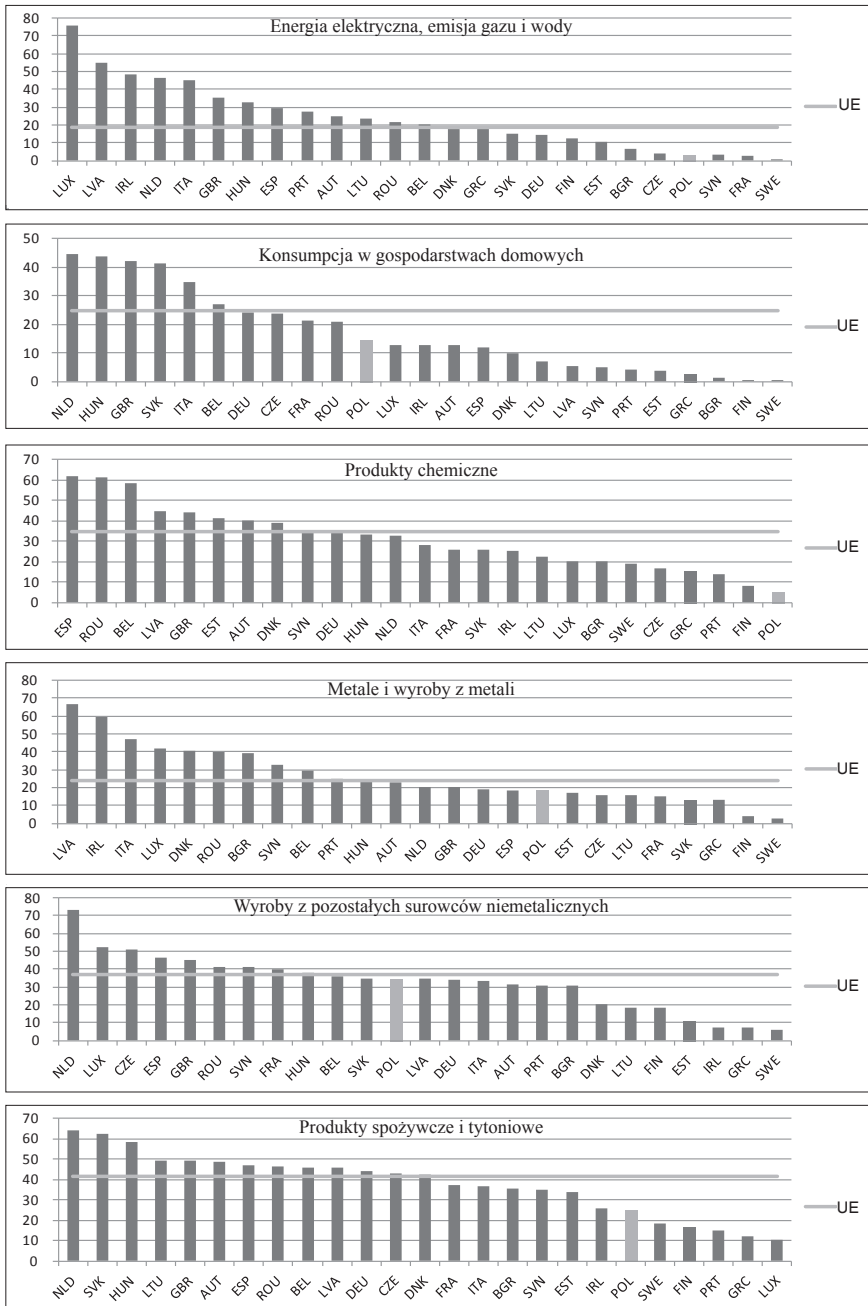 Energia elektryczna, emisja gazu i wody
80
70
60
50
40
30
20
10
0
LUX LVA IRL NLD ITA GBR HUN ESP PRT AUT LTU ROU BEL DNK GRC SVK DEU FIN EST BGR CZE POL SVN FRA SWE
UE
Konsumpcja w gospodarstwach domowych
50
40
30
20
10
0
NLD HUN GBR SVK ITA BEL DEU CZE FRA ROU POL LUX IRL AUT ESP DNK LTU LVA SVN PRT EST GRC BGR FIN SWE
UE
Produkty chemiczne
70
60
50
40
30
20
10
0
ESP ROU BEL LVA GBR EST AUT DNK SVN DEU HUN NLD ITA FRA SVK IRL LTU LUX BGR SWE CZE GRC PRT FIN POL
UE
Metale i wyroby z metali
80
70
60
50
40
30
20
10
0
LVA IRL ITA LUX DNK ROU BGR SVN BEL PRT HUN AUT NLD GBR DEU ESP POL EST CZE LTU FRA SVK GRC FIN SWE
UE
Wyroby z pozostałych surowców niemetalicznych
80
70
60
50
40
30
20
10
0
NLD LUX CZE ESP GBR ROU SVN FRA HUN BEL SVK POL LVA DEU ITA AUT PRT BGR DNK LTU FIN EST IRL GRC SWE
UE
Produkty spożywcze i tytoniowe
70
60
50
40
30
20
10
0
NLD SVK HUN LTU GBR AUT ESP ROU BEL LVA DEU CZE DNK FRA ITA BGR SVN EST IRL POL SWE FIN PRT GRC LUX
UE